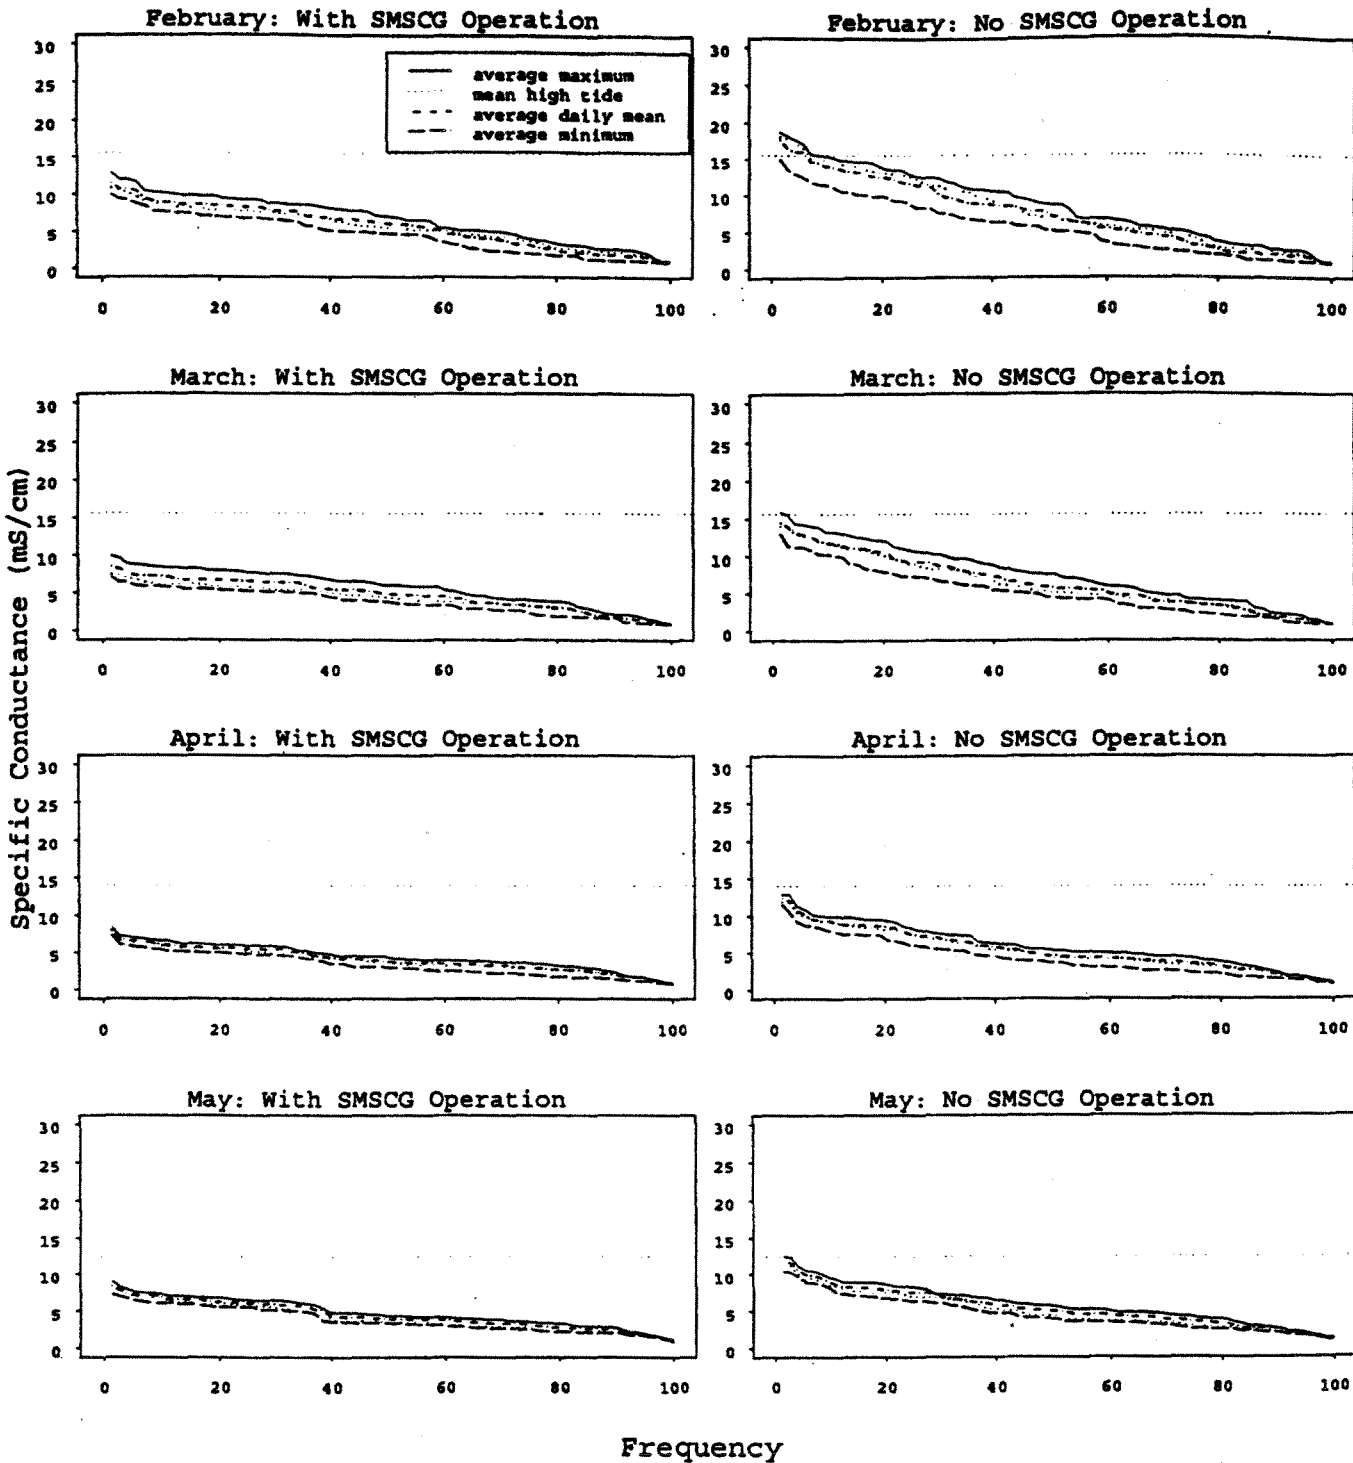 February: With SMSCG Operation
February: No SMSCG Operation
30
25
20
15
10
5
0
average maximum
mean high tide
average daily mean
average minimum
0 20 40 60 80 100
30
25
20
15
10
5
0
0 20 40 60 80 100
March: With SMSCG Operation
March: No SMSCG Operation
30
25
20
15
10
5
0
0 20 40 60 80 100
30
25
20
15
10
5
0
0 20 40 60 80 100
Specific Conductance (mS/cm)
April: With SMSCG Operation
April: No SMSCG Operation
30
25
20
15
10
5
0
0 20 40 60 80 100
30
25
20
15
10
5
0
0 20 40 60 80 100
May: With SMSCG Operation
May: No SMSCG Operation
30
25
20
15
10
5
0
0 20 40 60 80 100
30
25
20
15
10
5
0
0 20 40 60 80 100
Frequency